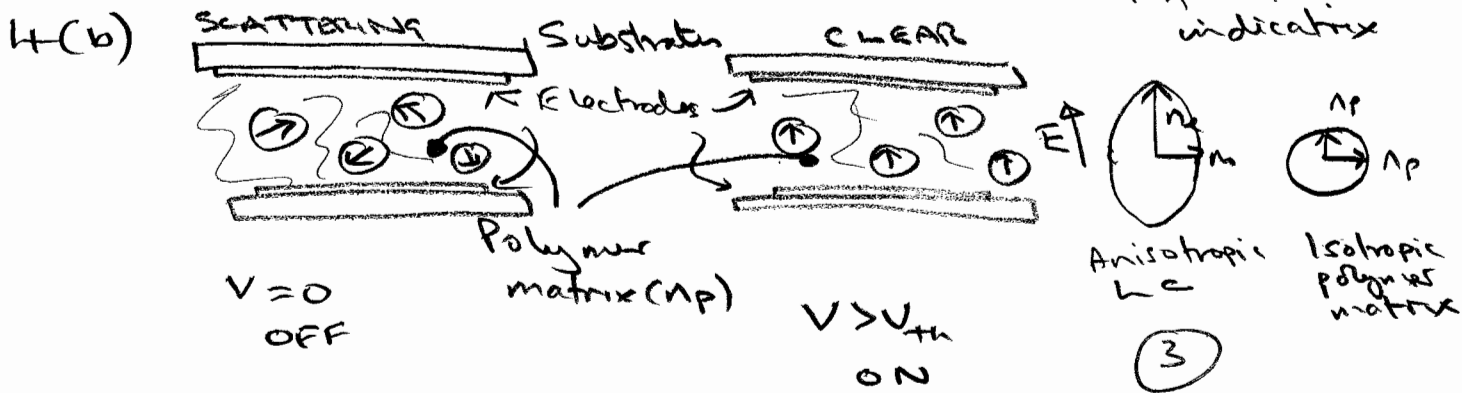 4(b) SCATTERING Substrates CLEAR
indicatrix
Electrodes
E
ne
no
np
np
Polymer
matrix (np)
Anisotropic
LC
Isotropic
polymer
matrix
V = 0
OFF
V > Vth
ON
3